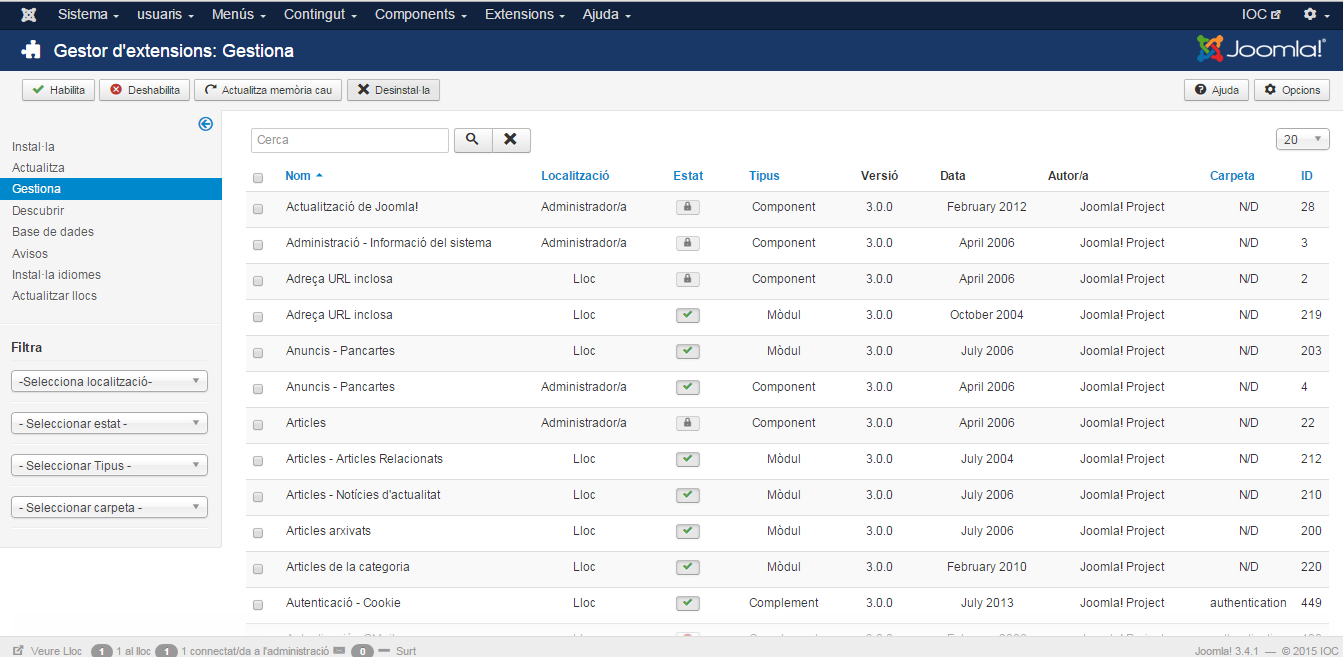 Sistema usuaris Menús Contingut Components Extensions Ajuda IOC
Gestor d'extensions: Gestiona Joomla!®
Habilita Deshabilita Actualitza memòria cau Desinstal·la Ajuda Opcions
Instal·la
Actualitza
Gestiona
Descubrir
Base de dades
Avisos
Instal·la idiomes
Actualitzar llocs
Filtra
-Selecciona localització-
- Seleccionar estat -
- Seleccionar Tipus -
- Seleccionar carpeta -
Cerca 20
Nom Localització Estat Tipus Versió Data Autor/a Carpeta ID
Actualització de Joomla! Administrador/a Component 3.0.0 February 2012 Joomla! Project N/D 28
Administració - Informació del sistema Administrador/a Component 3.0.0 April 2006 Joomla! Project N/D 3
Adreça URL inclosa Lloc Component 3.0.0 April 2006 Joomla! Project N/D 2
Adreça URL inclosa Lloc Mòdul 3.0.0 October 2004 Joomla! Project N/D 219
Anuncis - Pancartes Lloc Mòdul 3.0.0 July 2006 Joomla! Project N/D 203
Anuncis - Pancartes Administrador/a Component 3.0.0 April 2006 Joomla! Project N/D 4
Articles Administrador/a Component 3.0.0 April 2006 Joomla! Project N/D 22
Articles - Articles Relacionats Lloc Mòdul 3.0.0 July 2004 Joomla! Project N/D 212
Articles - Notícies d'actualitat Lloc Mòdul 3.0.0 July 2006 Joomla! Project N/D 210
Articles arxivats Lloc Mòdul 3.0.0 July 2006 Joomla! Project N/D 200
Articles de la categoria Lloc Mòdul 3.0.0 February 2010 Joomla! Project N/D 220
Autenticació - Cookie Lloc Complement 3.0.0 July 2013 Joomla! Project authentication 449
Veure Lloc 1 1 al lloc 1 1 connectat/da a l'administració 0 Surt Joomla! 3.4.1 — © 2015 IOC